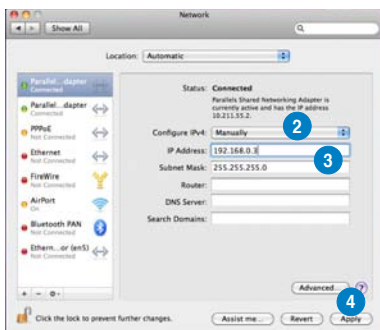 Network
Show All
Location: Automatic
Parallel...dapter
Connected
Parallel...dapter
Connected
PPPoE
Not Connected
Ethernet
Not Connected
FireWire
Not Connected
AirPort
On
Bluetooth PAN
Not Connected
Ethern...or (en5)
Not Connected
Status: Connected
Parallels Shared Networking Adapter is
currently active and has the IP address
10.211.55.2.
2
Configure IPv4: Manually
IP Address: 192.168.0.3
3
Subnet Mask: 255.255.255.0
Router:
DNS Server:
Search Domains:
Advanced... ?
4
Click the lock to prevent further changes.
Assist me... Revert Apply